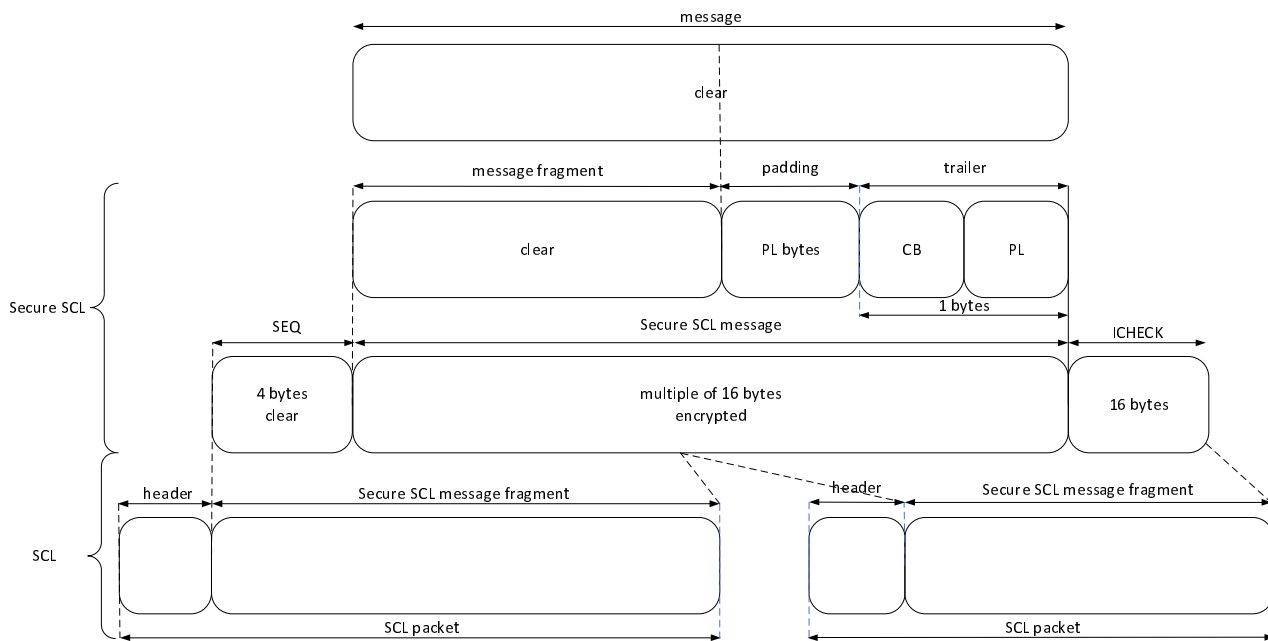 message
clear
message fragment
padding
trailer
clear
PL bytes
CB
PL
Secure SCL
1 bytes
SEQ
Secure SCL message
ICHECK
4 bytes
clear
multiple of 16 bytes
encrypted
16 bytes
header
Secure SCL message fragment
header
Secure SCL message fragment
SCL
SCL packet
SCL packet